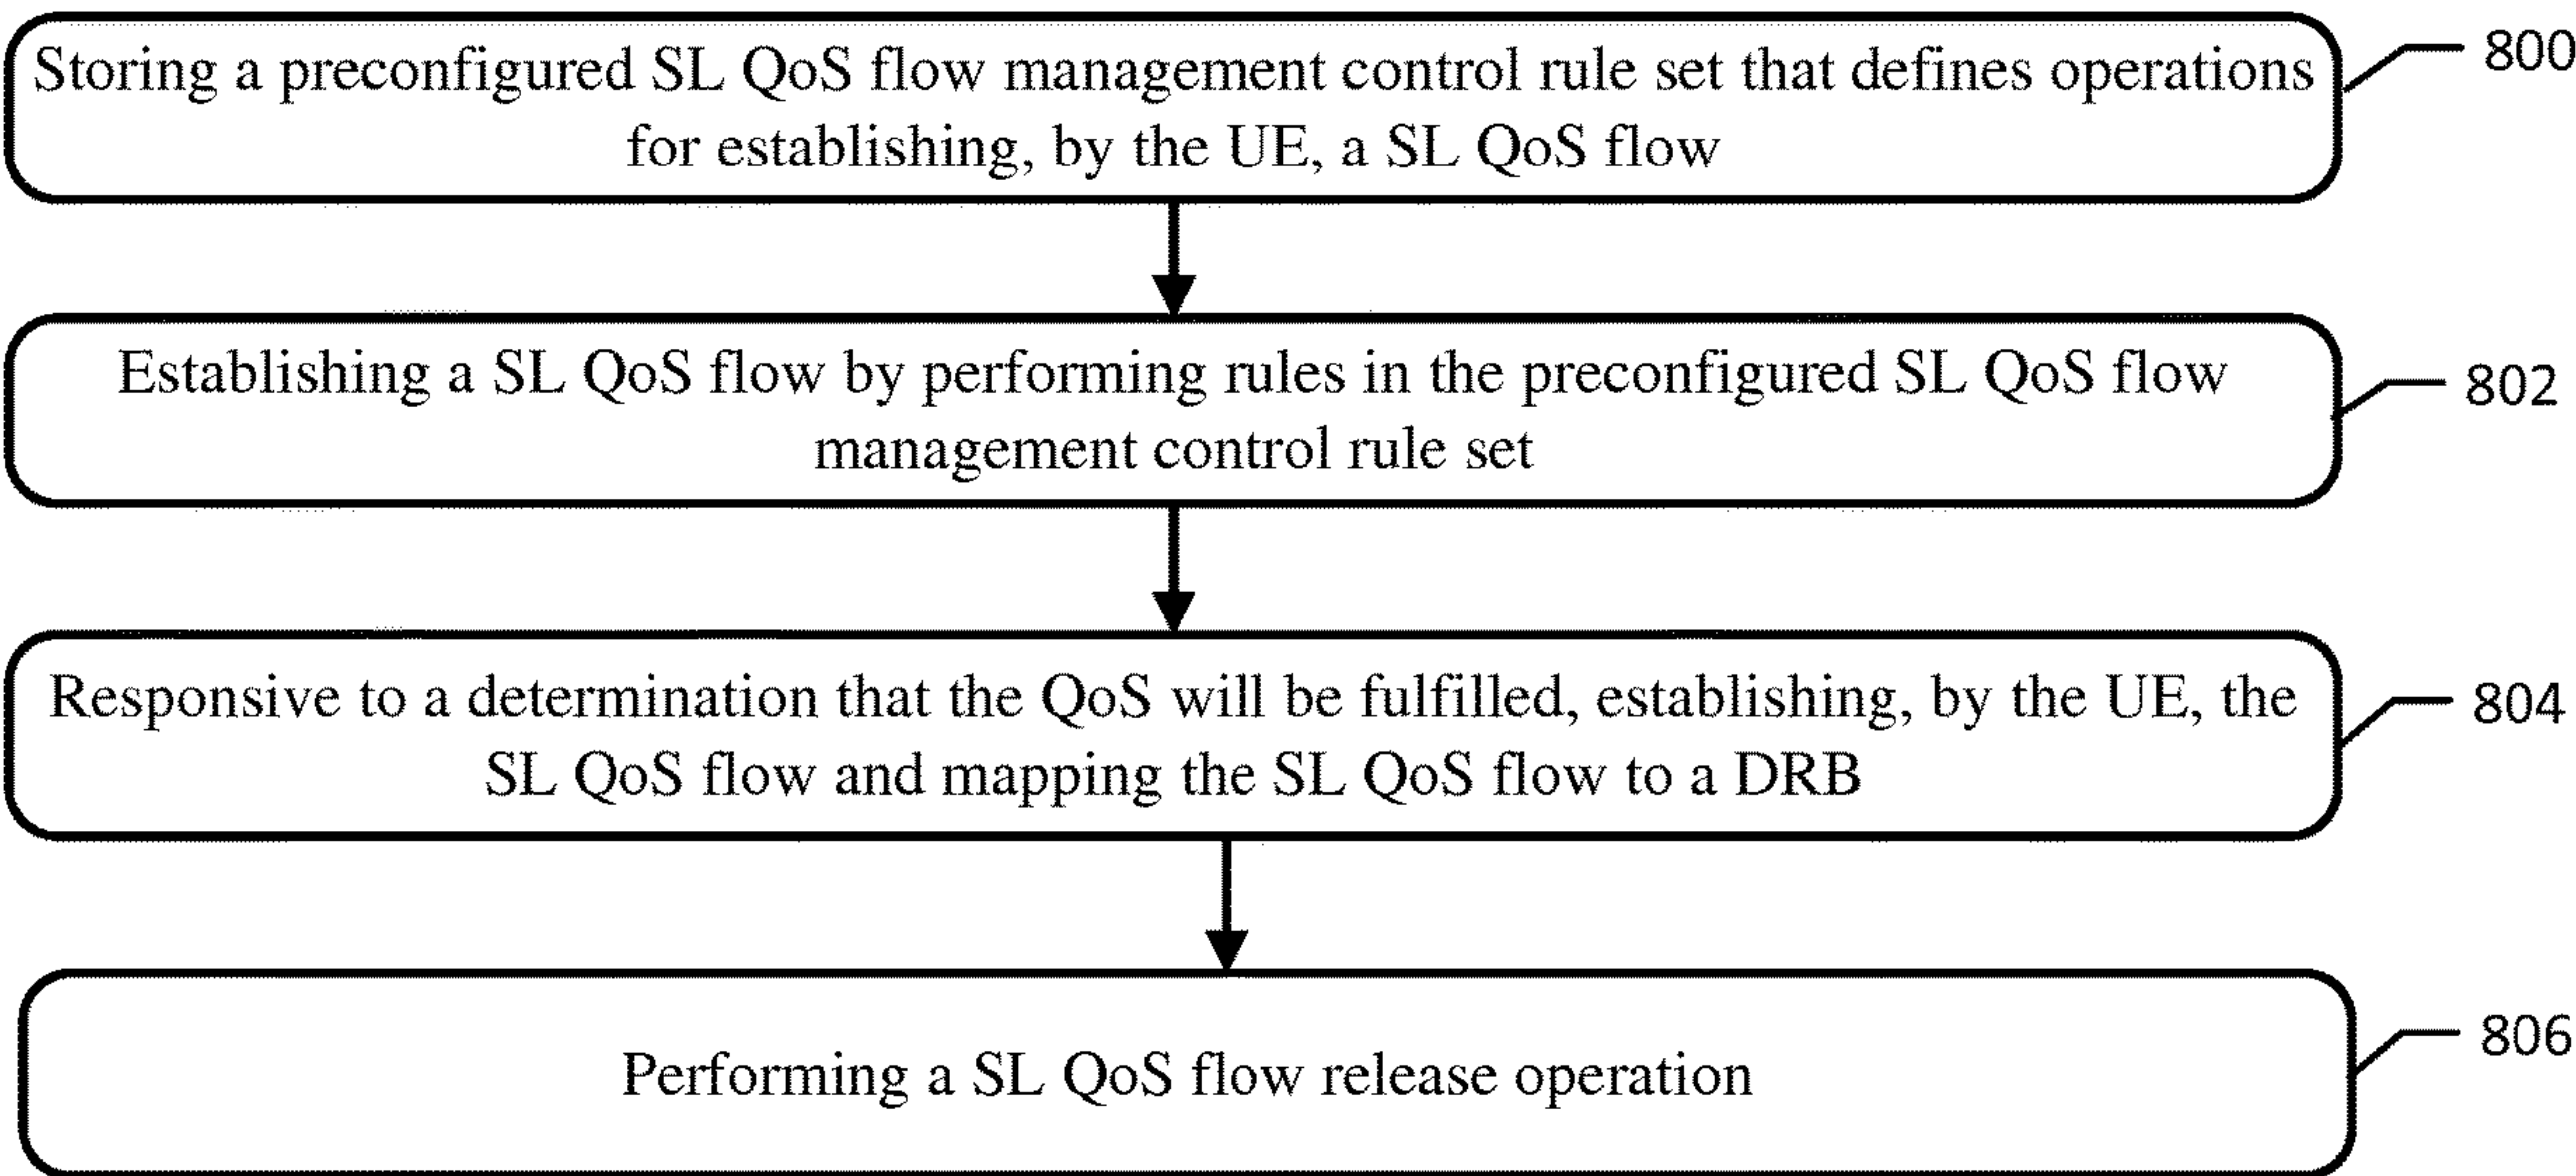 Storing a preconfigured SL QoS flow management control rule set that defines operations
for establishing, by the UE, a SL QoS flow
800
Establishing a SL QoS flow by performing rules in the preconfigured SL QoS flow
management control rule set
802
Responsive to a determination that the QoS will be fulfilled, establishing, by the UE, the
SL QoS flow and mapping the SL QoS flow to a DRB
804
Performing a SL QoS flow release operation
806